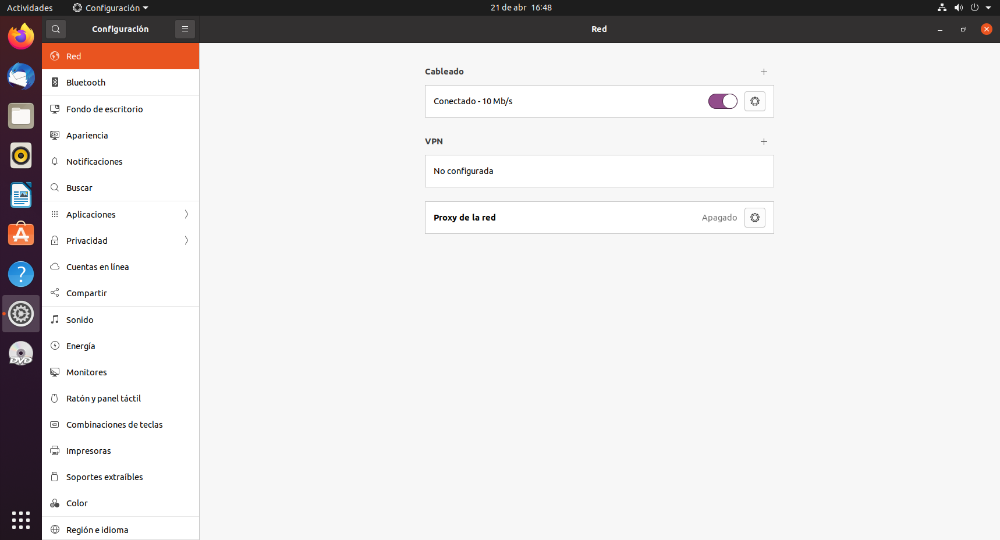 Actividades
Configuración
21 de abr 16:48
Configuración
Red
Red
Bluetooth
Fondo de escritorio
Apariencia
Notificaciones
Buscar
Aplicaciones
Privacidad
Cuentas en línea
Compartir
Sonido
Energía
Monitores
Ratón y panel táctil
Combinaciones de teclas
Impresoras
Soportes extraíbles
Color
Región e idioma
Cableado
Conectado - 10 Mb/s
VPN
No configurada
Proxy de la red
Apagado
DVD